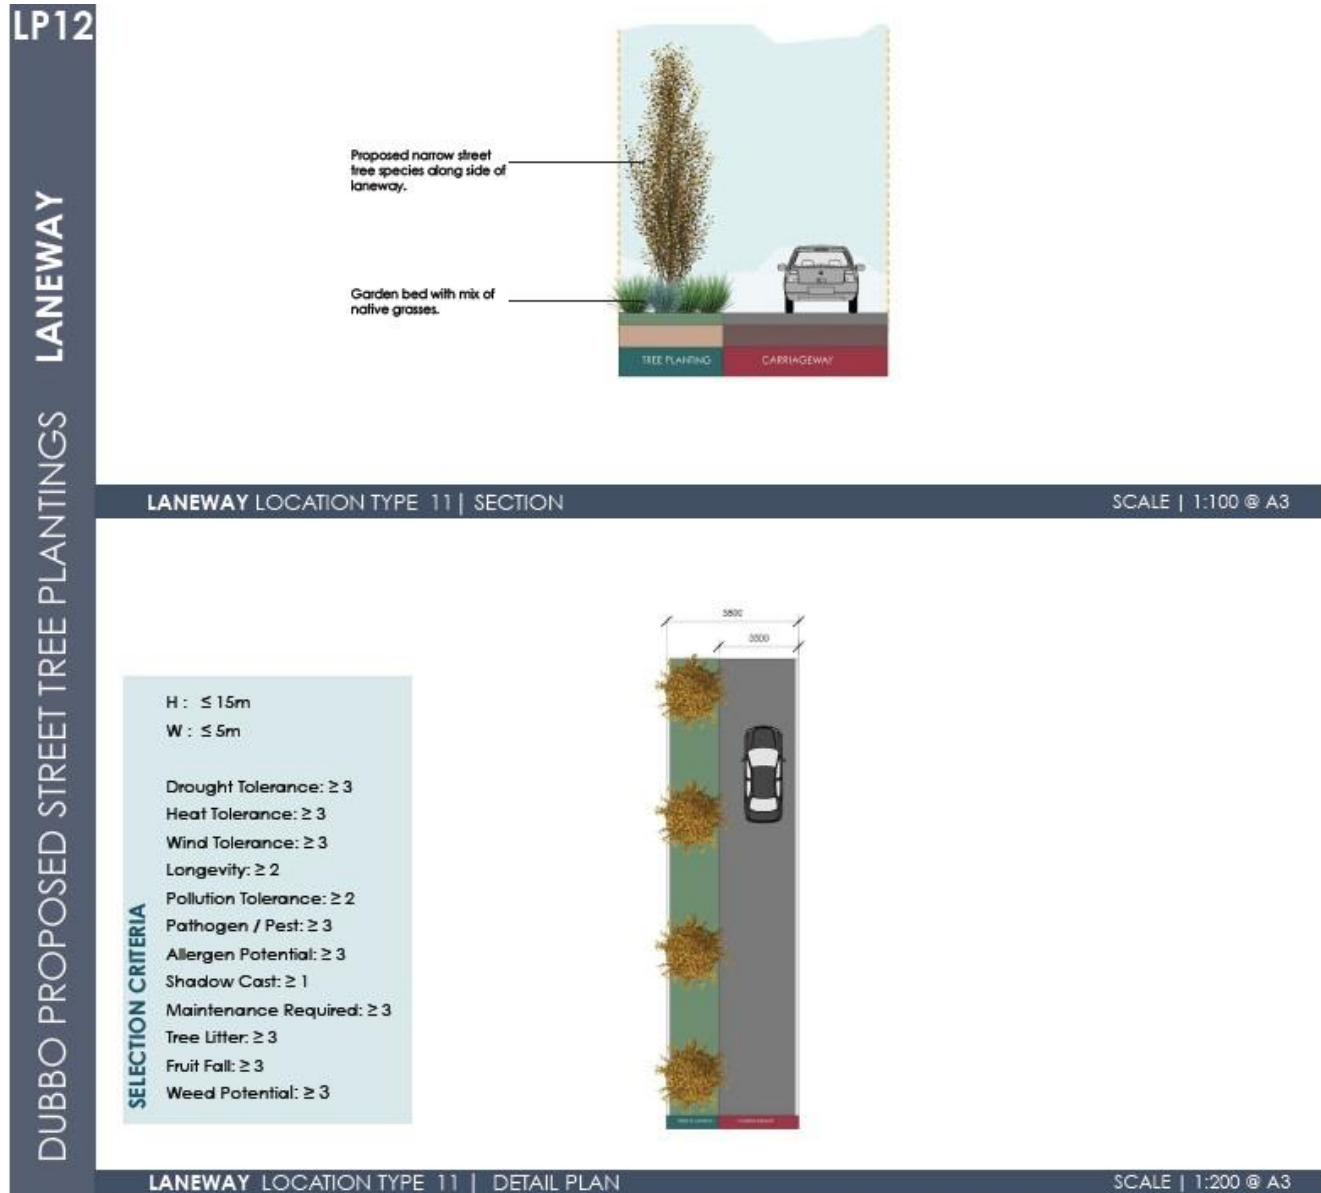 LP12
DUBBO PROPOSED STREET TREE PLANTINGS LANEWAY
Proposed narrow street
tree species along side of
laneway.
Garden bed with mix of
native grasses.
TREE PLANTING
CARRIAGEWAY
LANEWAY LOCATION TYPE 11 | SECTION
SCALE | 1:100 @ A3
SELECTION CRITERIA
H : ≤ 15m
W : ≤ 5m
Drought Tolerance: ≥ 3
Heat Tolerance: ≥ 3
Wind Tolerance: ≥ 3
Longevity: ≥ 2
Pollution Tolerance: ≥ 2
Pathogen / Pest: ≥ 3
Allergen Potential: ≥ 3
Shadow Cast: ≥ 1
Maintenance Required: ≥ 3
Tree Litter: ≥ 3
Fruit Fall: ≥ 3
Weed Potential: ≥ 3
LANEWAY LOCATION TYPE 11 | DETAIL PLAN
SCALE | 1:200 @ A3